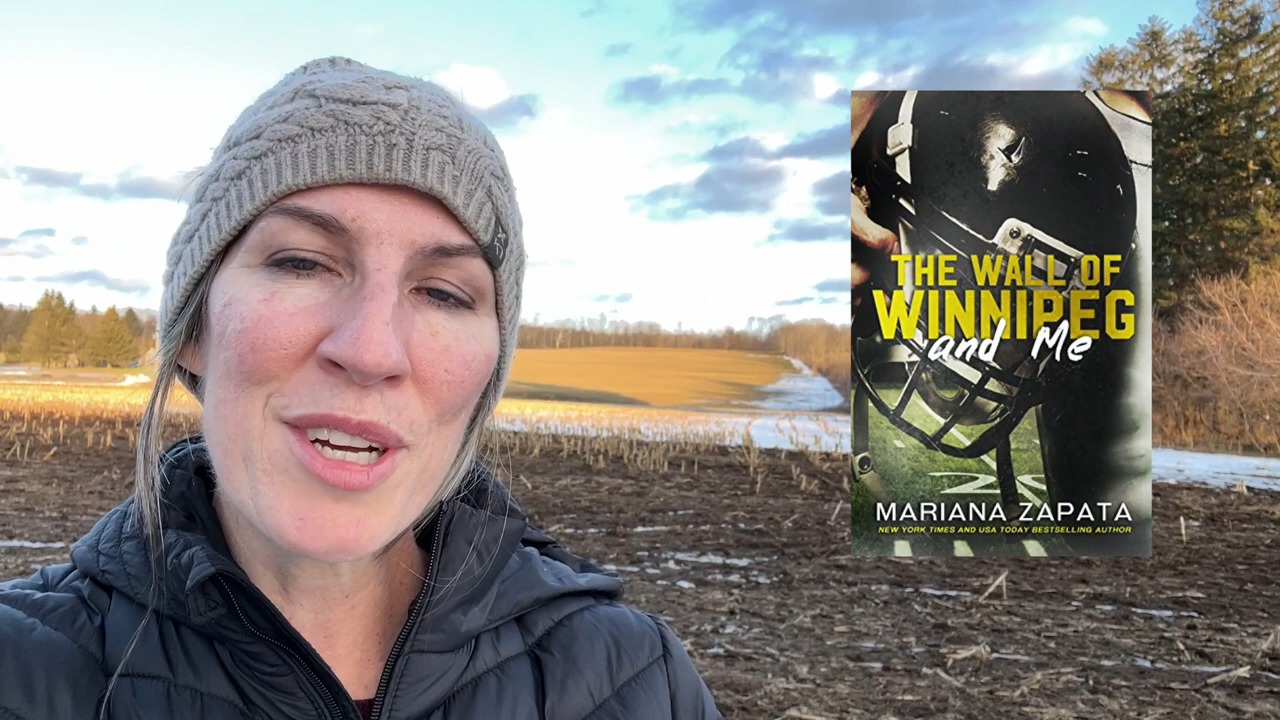 THE WALL OF
WINNIPEG
and Me
MARIANA ZAPATA
NEW YORK TIMES AND USA TODAY BESTSELLING AUTHOR